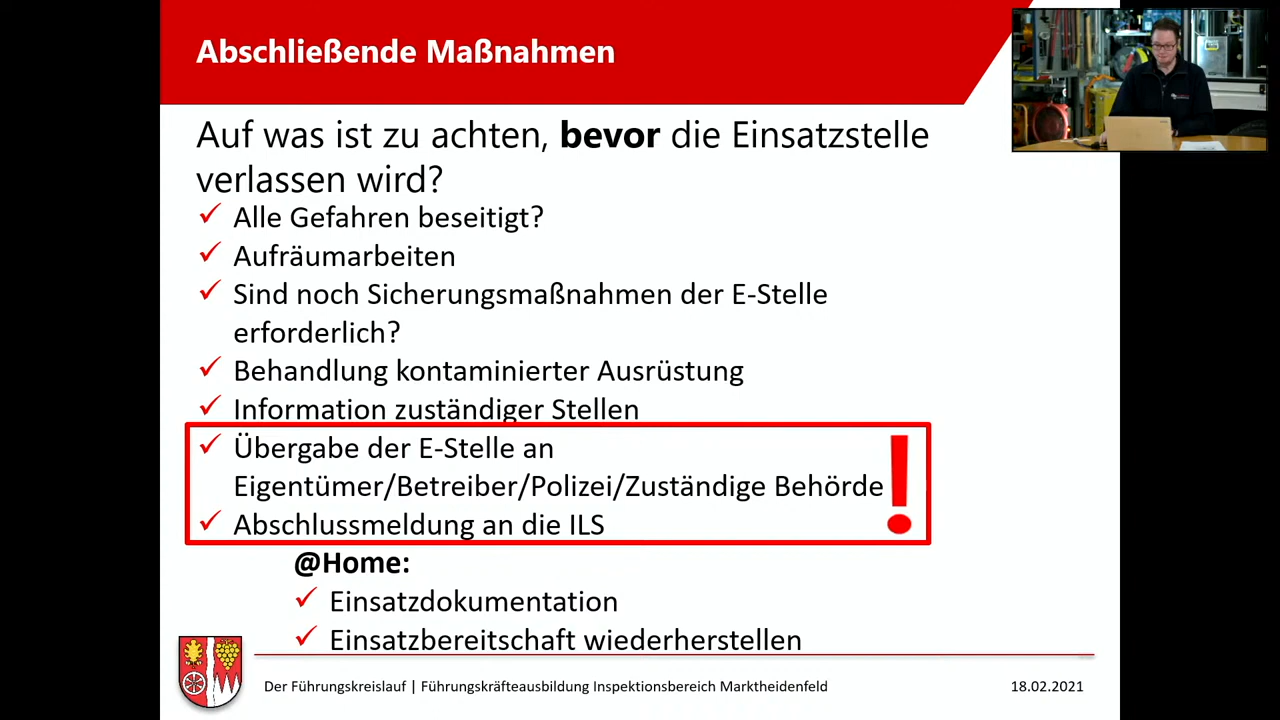 Abschließende Maßnahmen
Auf was ist zu achten, bevor die Einsatzstelle
verlassen wird?
Alle Gefahren beseitigt?
Aufräumarbeiten
Sind noch Sicherungsmaßnahmen der E-Stelle
erforderlich?
Behandlung kontaminierter Ausrüstung
Information zuständiger Stellen
Übergabe der E-Stelle an
Eigentümer/Betreiber/Polizei/Zuständige Behörde
Abschlussmeldung an die ILS
!
@Home:
Einsatzdokumentation
Einsatzbereitschaft wiederherstellen
Der Führungskreislauf | Führungskräfteausbildung Inspektionsbereich Marktheidenfeld
18.02.2021